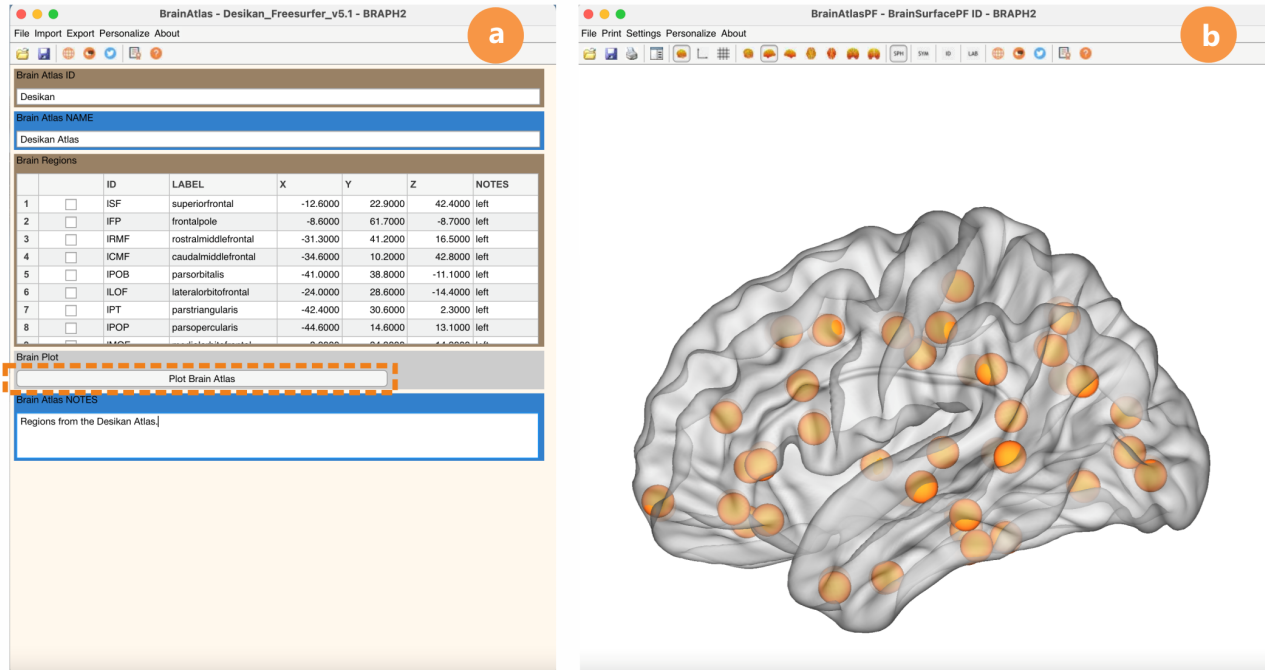 BrainAtlas - Desikan_Freesurfer_v5.1 - BRAPH2
a
File Import Export Personalize About
Brain Atlas ID
Desikan
Brain Atlas NAME
Desikan Atlas
Brain Regions
ID LABEL X Y Z NOTES
1 lSF superiorfrontal -12.6000 22.9000 42.4000 left
2 lFP frontalpole -8.6000 61.7000 -8.7000 left
3 lRMF rostralmiddlefrontal -31.3000 41.2000 16.5000 left
4 lCMF caudalmiddlefrontal -34.6000 10.2000 42.8000 left
5 lPOB parsorbitalis -41.0000 38.8000 -11.1000 left
6 lLOF lateralorbitofrontal -24.0000 28.6000 -14.4000 left
7 lPT parstriangularis -42.4000 30.6000 2.3000 left
8 lPOP parsopercularis -44.6000 14.6000 13.1000 left
Brain Plot
Plot Brain Atlas
Brain Atlas NOTES
Regions from the Desikan Atlas.
BrainAtlasPF - BrainSurfacePF ID - BRAPH2
b
File Print Settings Personalize About
SPH SYM ID LAB